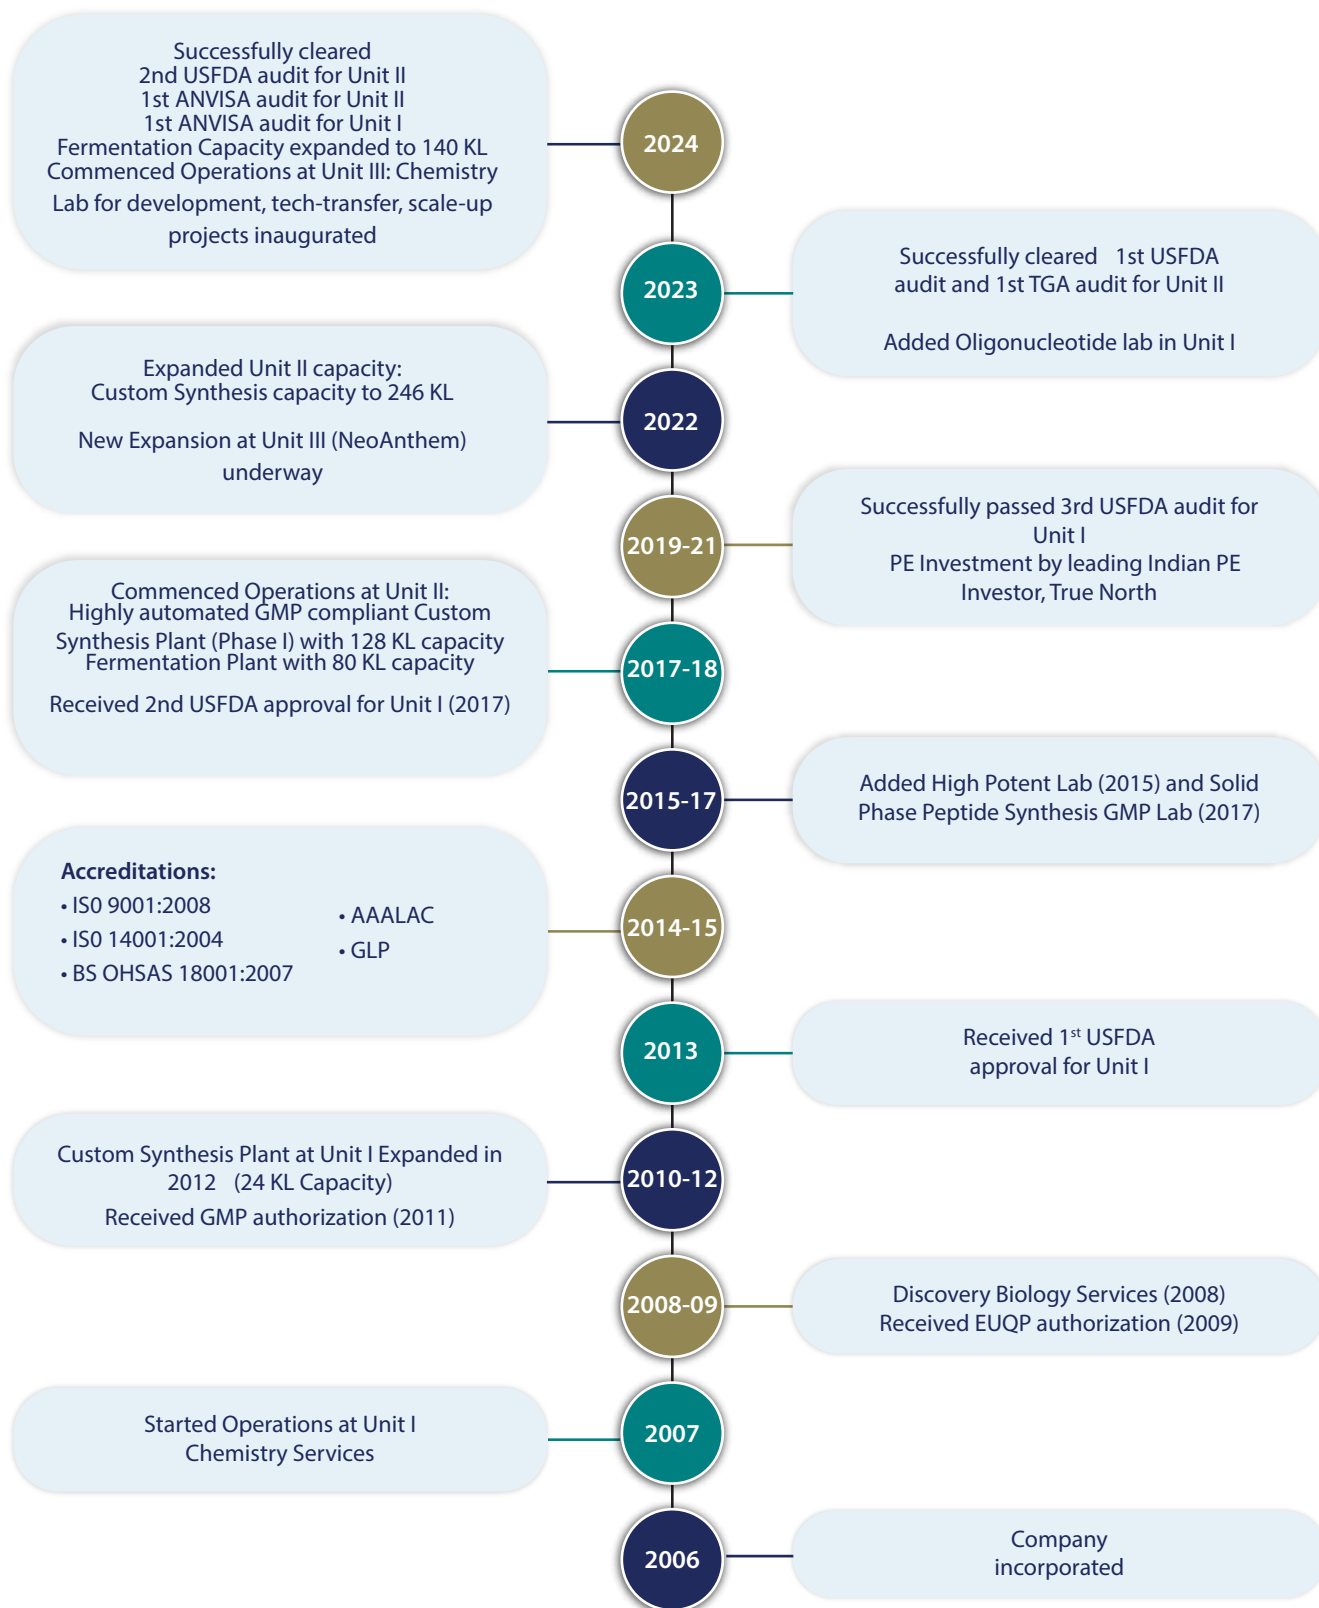 Successfully cleared
2nd USFDA audit for Unit II
1st ANVISA audit for Unit II
1st ANVISA audit for Unit I
Fermentation Capacity expanded to 140 KL
Commenced Operations at Unit III: Chemistry
Lab for development, tech-transfer, scale-up
projects inaugurated
2024
2023
Successfully cleared 1st USFDA
audit and 1st TGA audit for Unit II
Added Oligonucleotide lab in Unit I
Expanded Unit II capacity:
Custom Synthesis capacity to 246 KL
New Expansion at Unit III (NeoAnthem)
underway
2022
2019-21
Successfully passed 3rd USFDA audit for
Unit I
PE Investment by leading Indian PE
Investor, True North
Commenced Operations at Unit II:
Highly automated GMP compliant Custom
Synthesis Plant (Phase I) with 128 KL capacity
Fermentation Plant with 80 KL capacity
Received 2nd USFDA approval for Unit I (2017)
2017-18
2015-17
Added High Potent Lab (2015) and Solid
Phase Peptide Synthesis GMP Lab (2017)
Accreditations:
• IS0 9001:2008
• IS0 14001:2004
• BS OHSAS 18001:2007
• AAALAC
• GLP
2014-15
2013
Received 1st USFDA
approval for Unit I
Custom Synthesis Plant at Unit I Expanded in
2012 (24 KL Capacity)
Received GMP authorization (2011)
2010-12
2008-09
Discovery Biology Services (2008)
Received EUQP authorization (2009)
Started Operations at Unit I
Chemistry Services
2007
2006
Company
incorporated